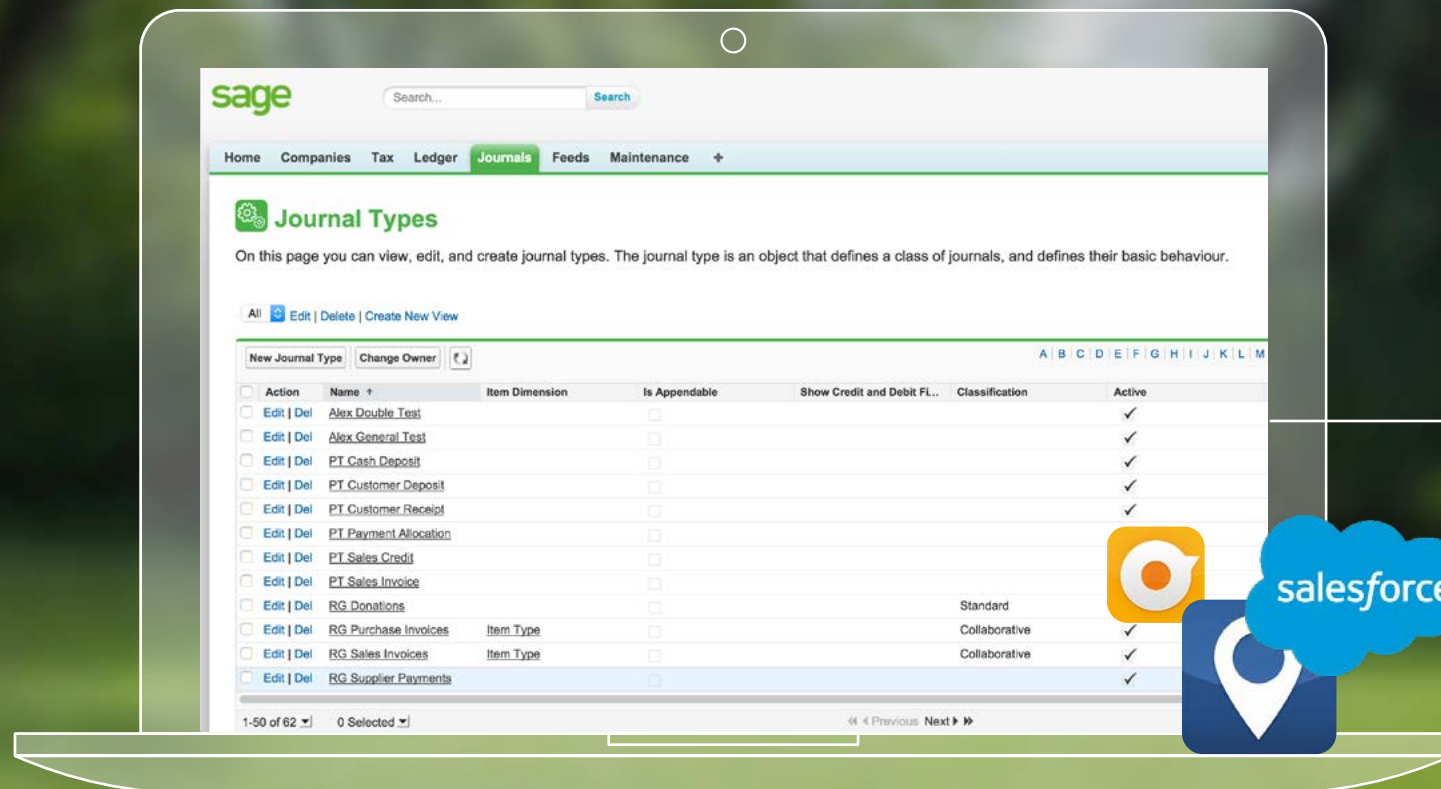 sage
Search... Search
Home Companies Tax Ledger Journals Feeds Maintenance +
Journal Types
On this page you can view, edit, and create journal types. The journal type is an object that defines a class of journals, and defines their basic behaviour.
All Edit | Delete | Create New View
New Journal Type Change Owner A | B | C | D | E | F | G | H | I | J | K | L | M
Action Name ↑ Item Dimension Is Appendable Show Credit and Debit Fi... Classification Active
Edit | Del Alex Double Test ✓
Edit | Del Alex General Test ✓
Edit | Del PT Cash Deposit ✓
Edit | Del PT Customer Deposit ✓
Edit | Del PT Customer Receipt ✓
Edit | Del PT Payment Allocation
Edit | Del PT Sales Credit
Edit | Del PT Sales Invoice
salesforce
Edit | Del RG Donations Standard
Edit | Del RG Purchase Invoices Item Type Collaborative ✓
Edit | Del RG Sales Invoices Item Type Collaborative ✓
Edit | Del RG Supplier Payments ✓
1-50 of 62 0 Selected Previous Next